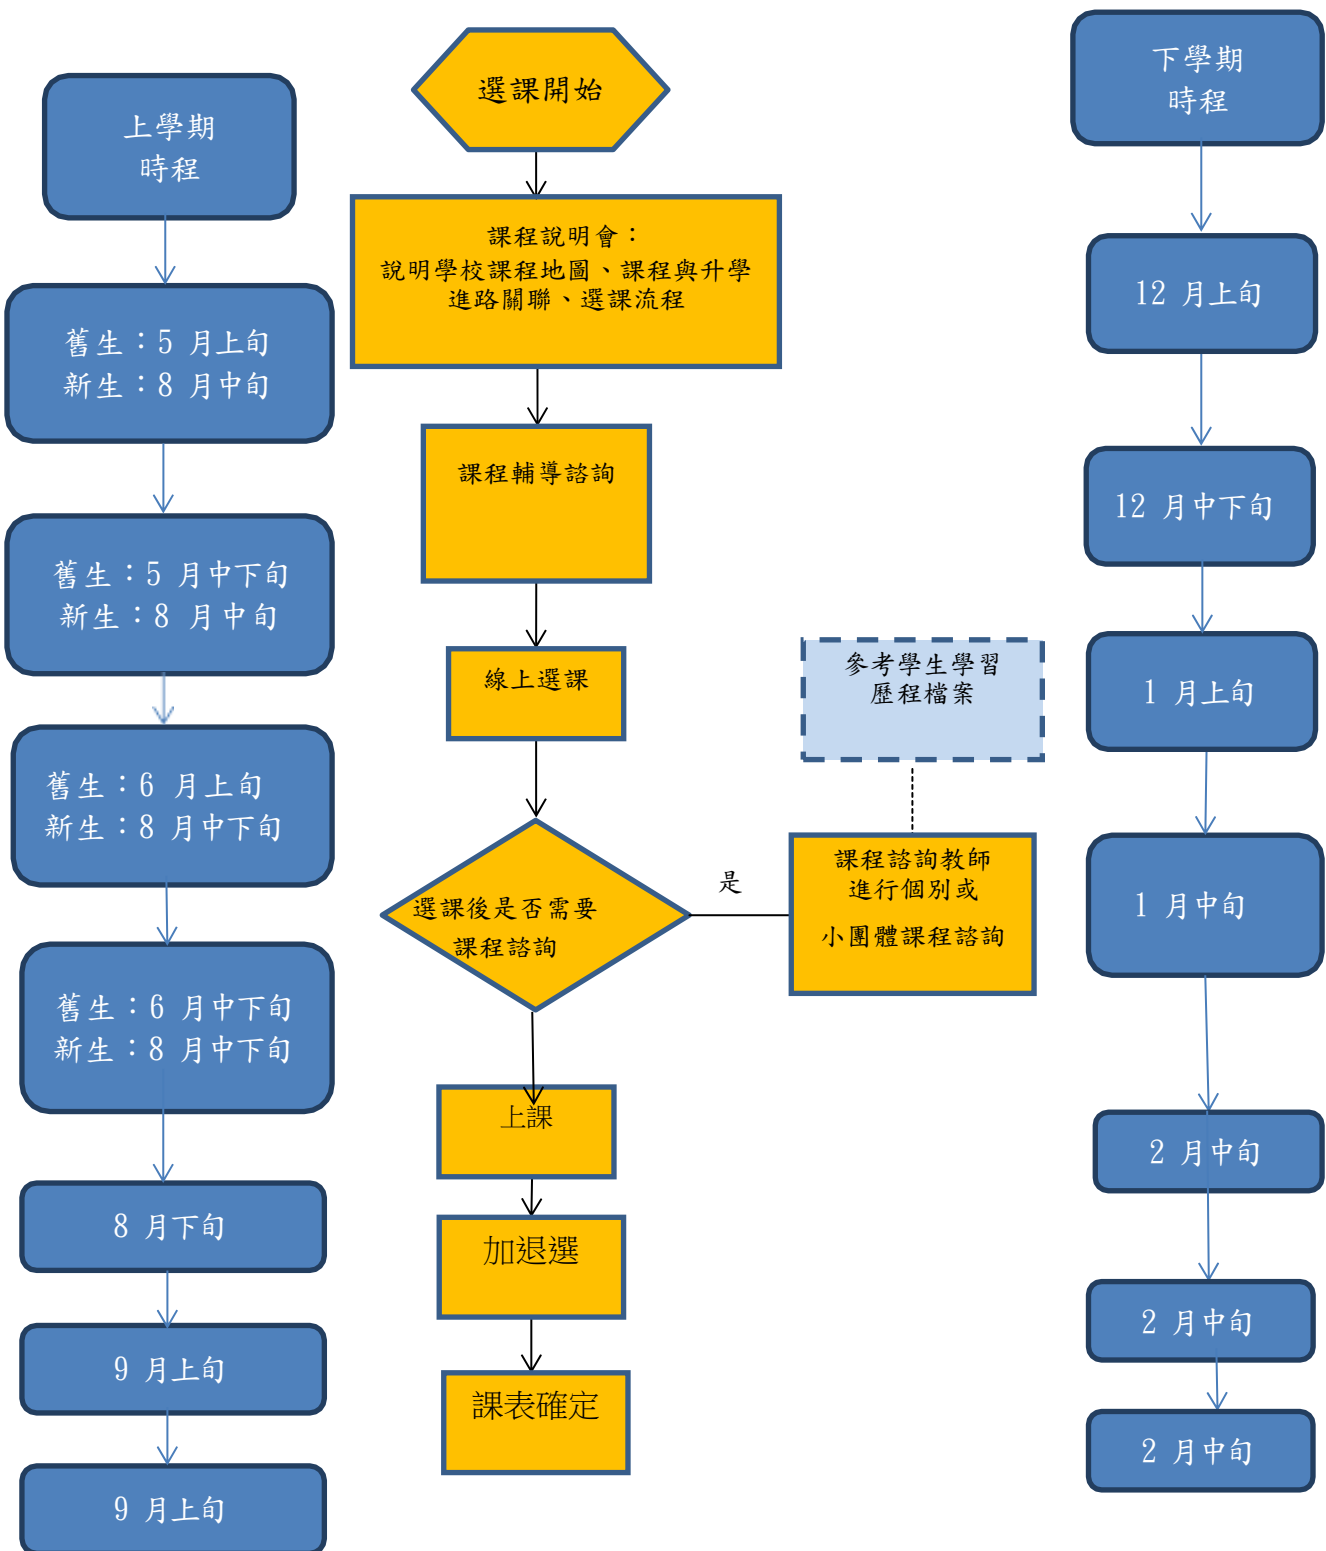 上學期
時程
舊生：5 月上旬
新生：8 月中旬
舊生：5 月中下旬
新生：8 月中旬
舊生：6 月上旬
新生：8 月中下旬
舊生：6 月中下旬
新生：8 月中下旬
8 月下旬
9 月上旬
9 月上旬
選課開始
課程說明會：
說明學校課程地圖、課程與升學
進路關聯、選課流程
課程輔導諮詢
線上選課
選課後是否需要
課程諮詢
是
參考學生學習
歷程檔案
課程諮詢教師
進行個別或
小團體課程諮詢
上課
加退選
課表確定
下學期
時程
12 月上旬
12 月中下旬
1 月上旬
1 月中旬
2 月中旬
2 月中旬
2 月中旬